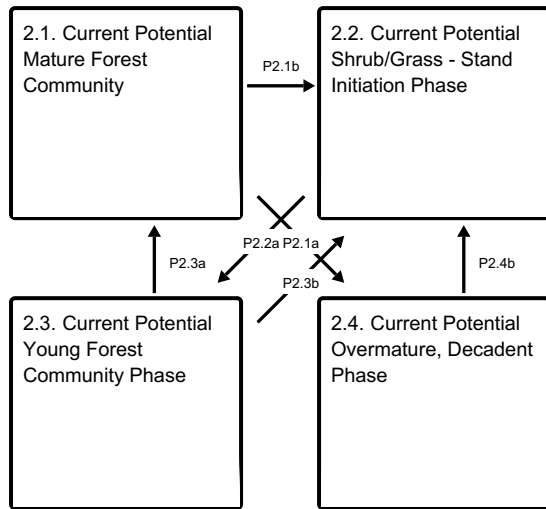 2.1. Current Potential
Mature Forest
Community
2.2. Current Potential
Shrub/Grass - Stand
Initiation Phase
P2.1b
P2.2a P2.1a
P2.3a
P2.3b
P2.4b
2.3. Current Potential
Young Forest
Community Phase
2.4. Current Potential
Overmature, Decadent
Phase